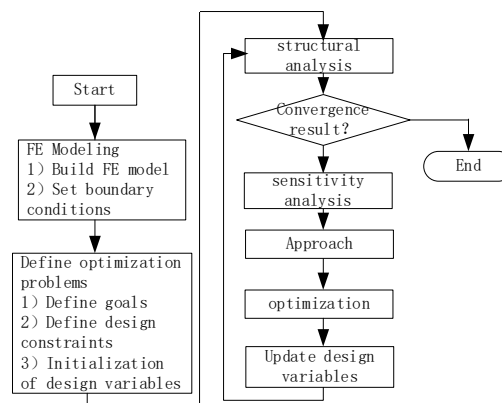 Start
FE Modeling
1）Build FE model
2）Set boundary
conditions
Define optimization
problems
1）Define goals
2）Define design
constraints
3）Initialization
of design variables
structural
analysis
Convergence
result？
End
sensitivity
analysis
Approach
optimization
Update design
variables